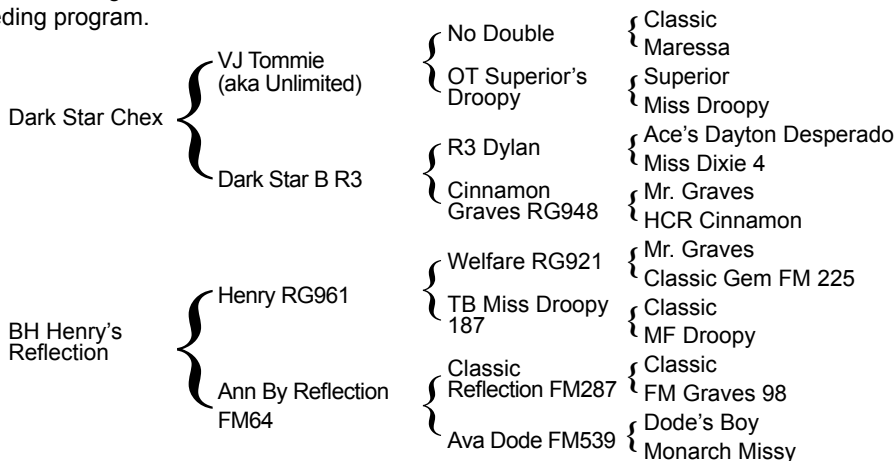 eding program.
Dark Star Chex
VJ Tommie
(aka Unlimited)
Dark Star B R3
No Double
OT Superior's
Droopy
R3 Dylan
Cinnamon
Graves RG948
Classic
Maressa
Superior
Miss Droopy
Ace's Dayton Desperado
Miss Dixie 4
Mr. Graves
HCR Cinnamon
BH Henry's
Reflection
Henry RG961
Ann By Reflection
FM64
Welfare RG921
TB Miss Droopy
187
Classic
Reflection FM287
Ava Dode FM539
Mr. Graves
Classic Gem FM 225
Classic
MF Droopy
Classic
FM Graves 98
Dode's Boy
Monarch Missy